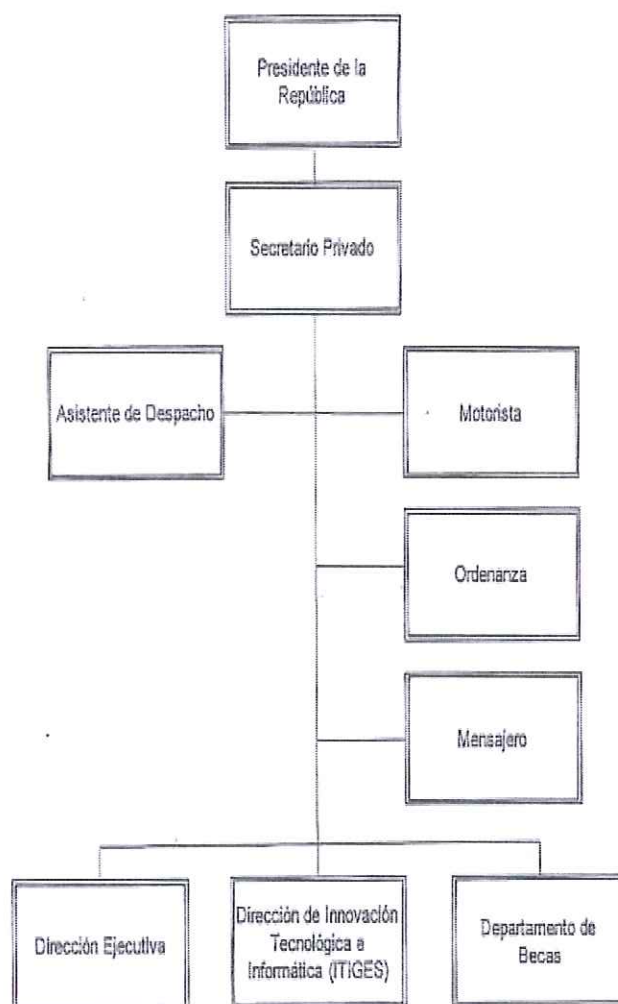 Presidente de la
República
Secretario Privado
Asistente de Despacho
Motorista
Ordenanza
Mensajero
Dirección Ejecutiva
Dirección de Innovación
Tecnológica e
Informática (ITIGES)
Departamento de
Becas